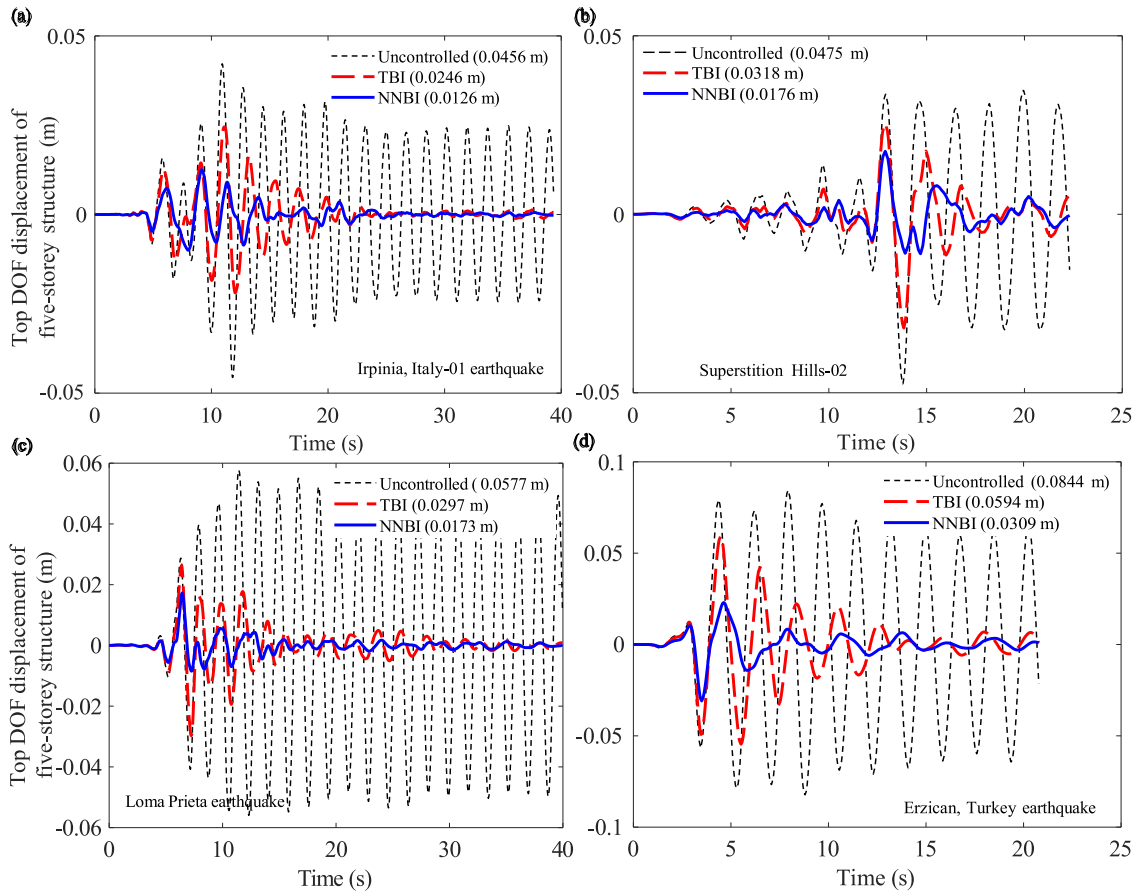 (a)
0.05
0
-0.05
Top DOF displacement of
five-storey structure (m)
Uncontrolled (0.0456 m)
TBI (0.0246 m)
NNBI (0.0126 m)
Irpinia, Italy-01 earthquake
0 10 20 30 40
Time (s)
(b)
0.05
0
-0.05
Uncontrolled (0.0475 m)
TBI (0.0318 m)
NNBI (0.0176 m)
Superstition Hills-02
0 5 10 15 20 25
Time (s)
(c)
0.06
0.04
0.02
0
-0.02
-0.04
-0.06
Top DOF displacement of
five-storey structure (m)
Uncontrolled ( 0.0577 m)
TBI (0.0297 m)
NNBI (0.0173 m)
Loma Prieta earthquake
0 10 20 30 40
Time (s)
(d)
0.1
0.05
0
-0.05
-0.1
Uncontrolled (0.0844 m)
TBI (0.0594 m)
NNBI (0.0309 m)
Erzican, Turkey earthquake
0 5 10 15 20 25
Time (s)